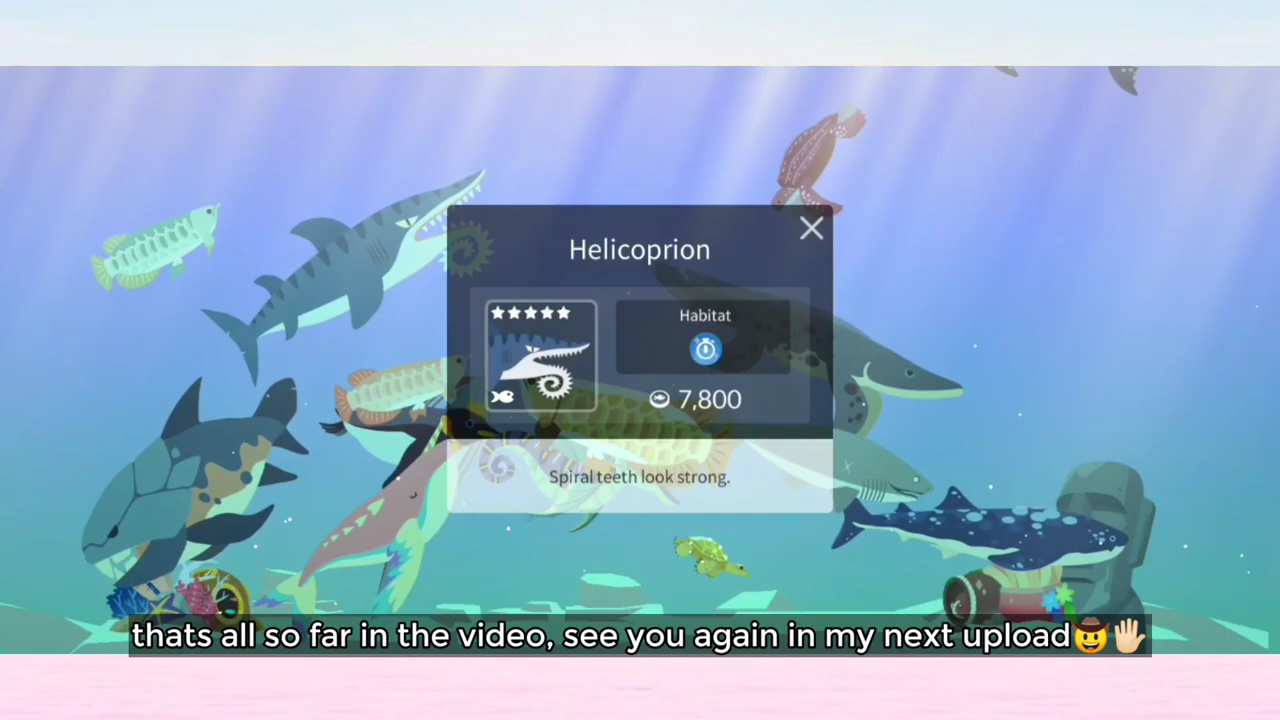 Helicoprion
Habitat
7,800
Spiral teeth look strong.
thats all so far in the video, see you again in my next upload🤠🤚🏼